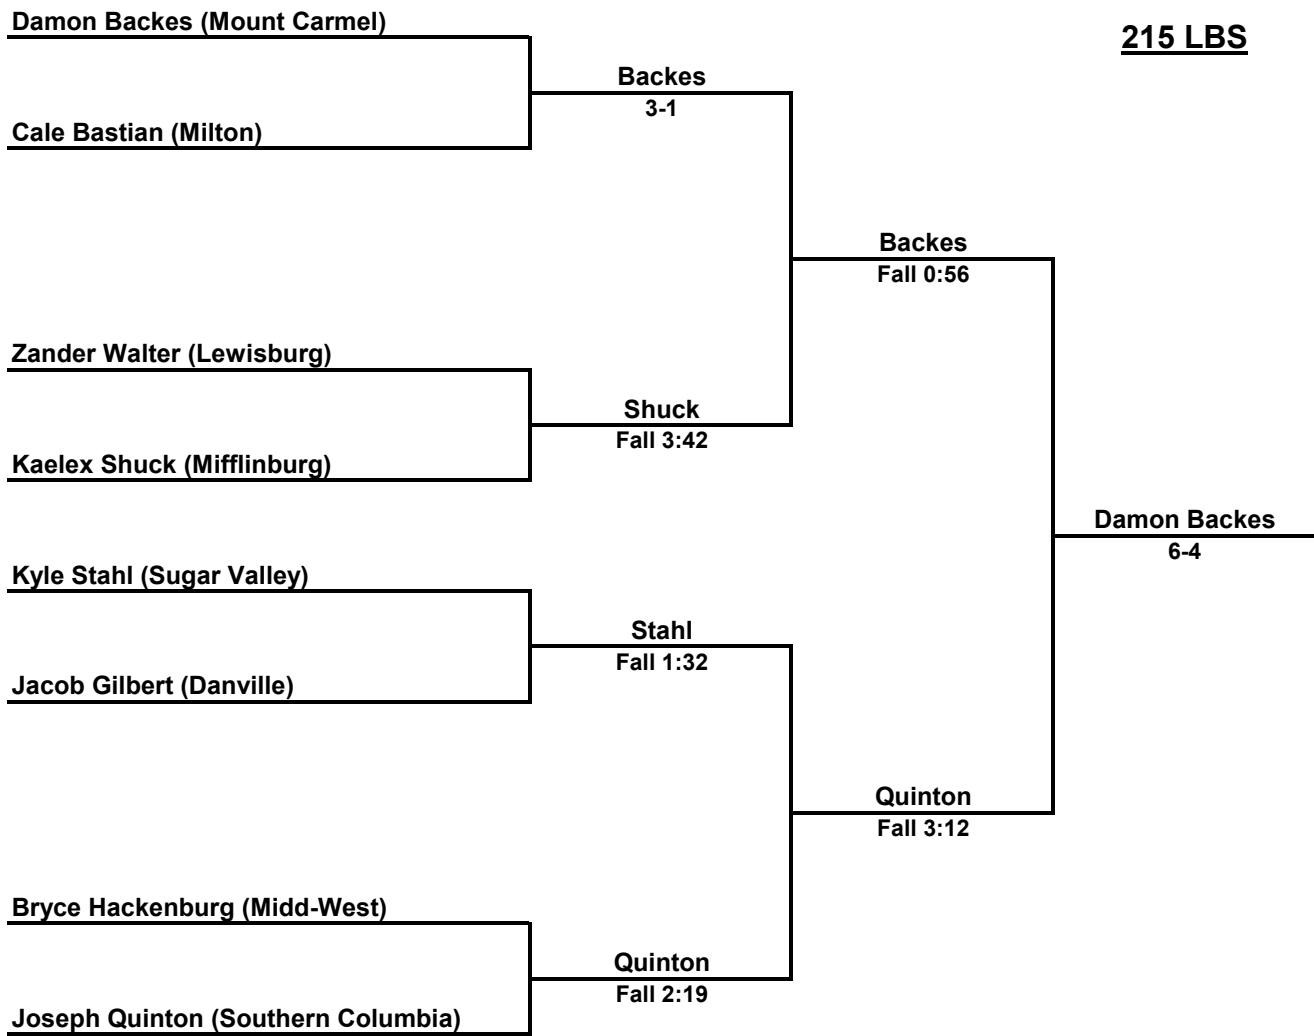 Damon Backes (Mount Carmel)
215 LBS
Backes
3-1
Cale Bastian (Milton)
Backes
Fall 0:56
Zander Walter (Lewisburg)
Shuck
Fall 3:42
Kaelex Shuck (Mifflinburg)
Damon Backes
6-4
Kyle Stahl (Sugar Valley)
Stahl
Fall 1:32
Jacob Gilbert (Danville)
Quinton
Fall 3:12
Bryce Hackenburg (Midd-West)
Quinton
Fall 2:19
Joseph Quinton (Southern Columbia)